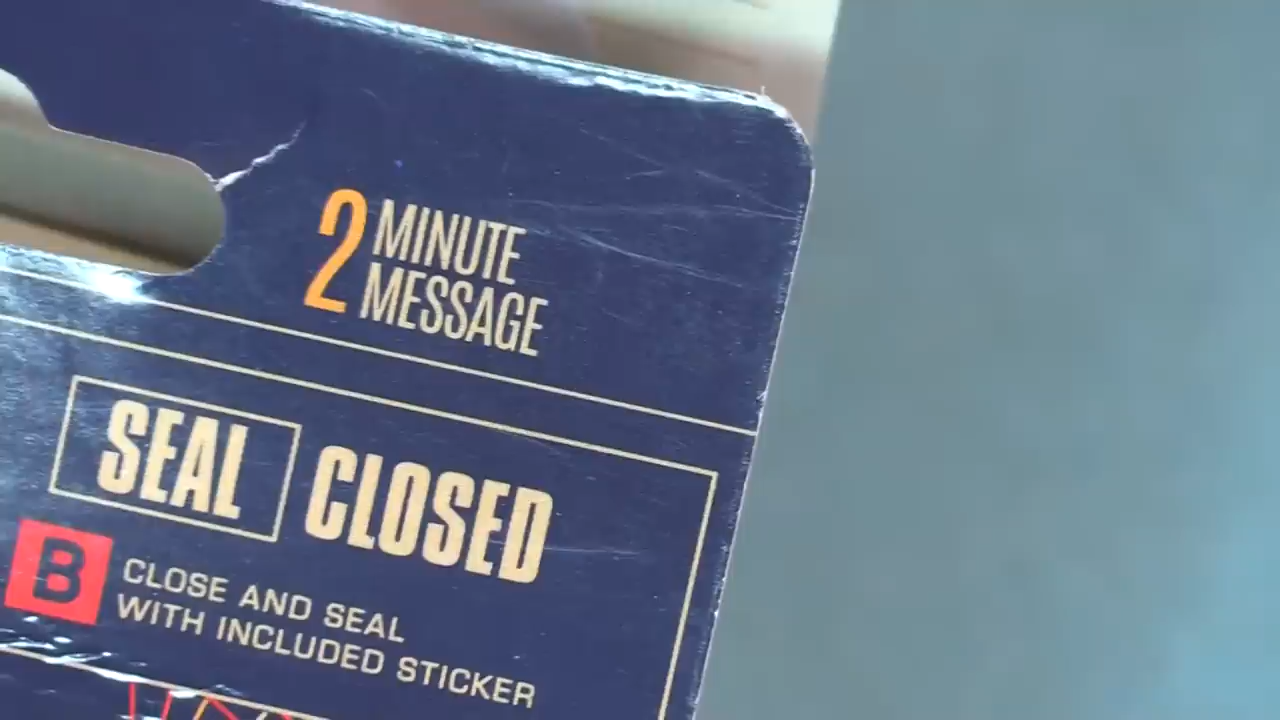 2 MINUTE
MESSAGE
SEAL CLOSED
B CLOSE AND SEAL
WITH INCLUDED STICKER